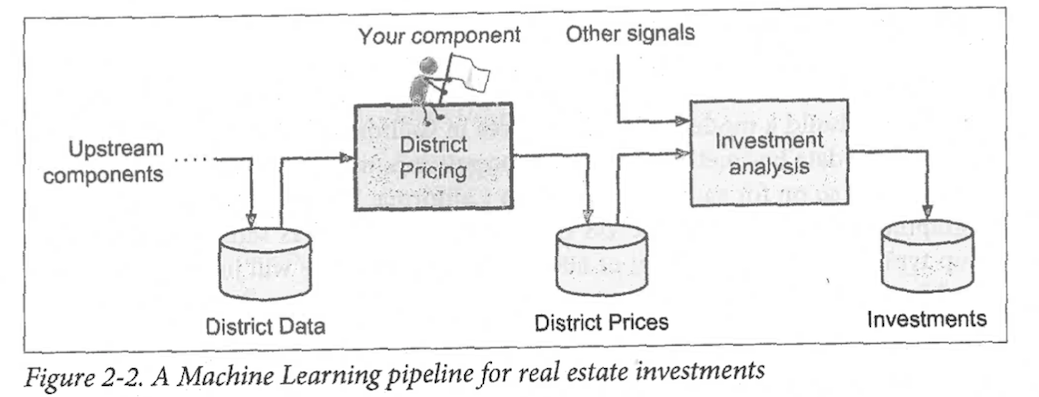 Your component
Other signals
Upstream
components
District
Pricing
Investment
analysis
District Data
District Prices
Investments
Figure 2-2. A Machine Learning pipeline for real estate investments